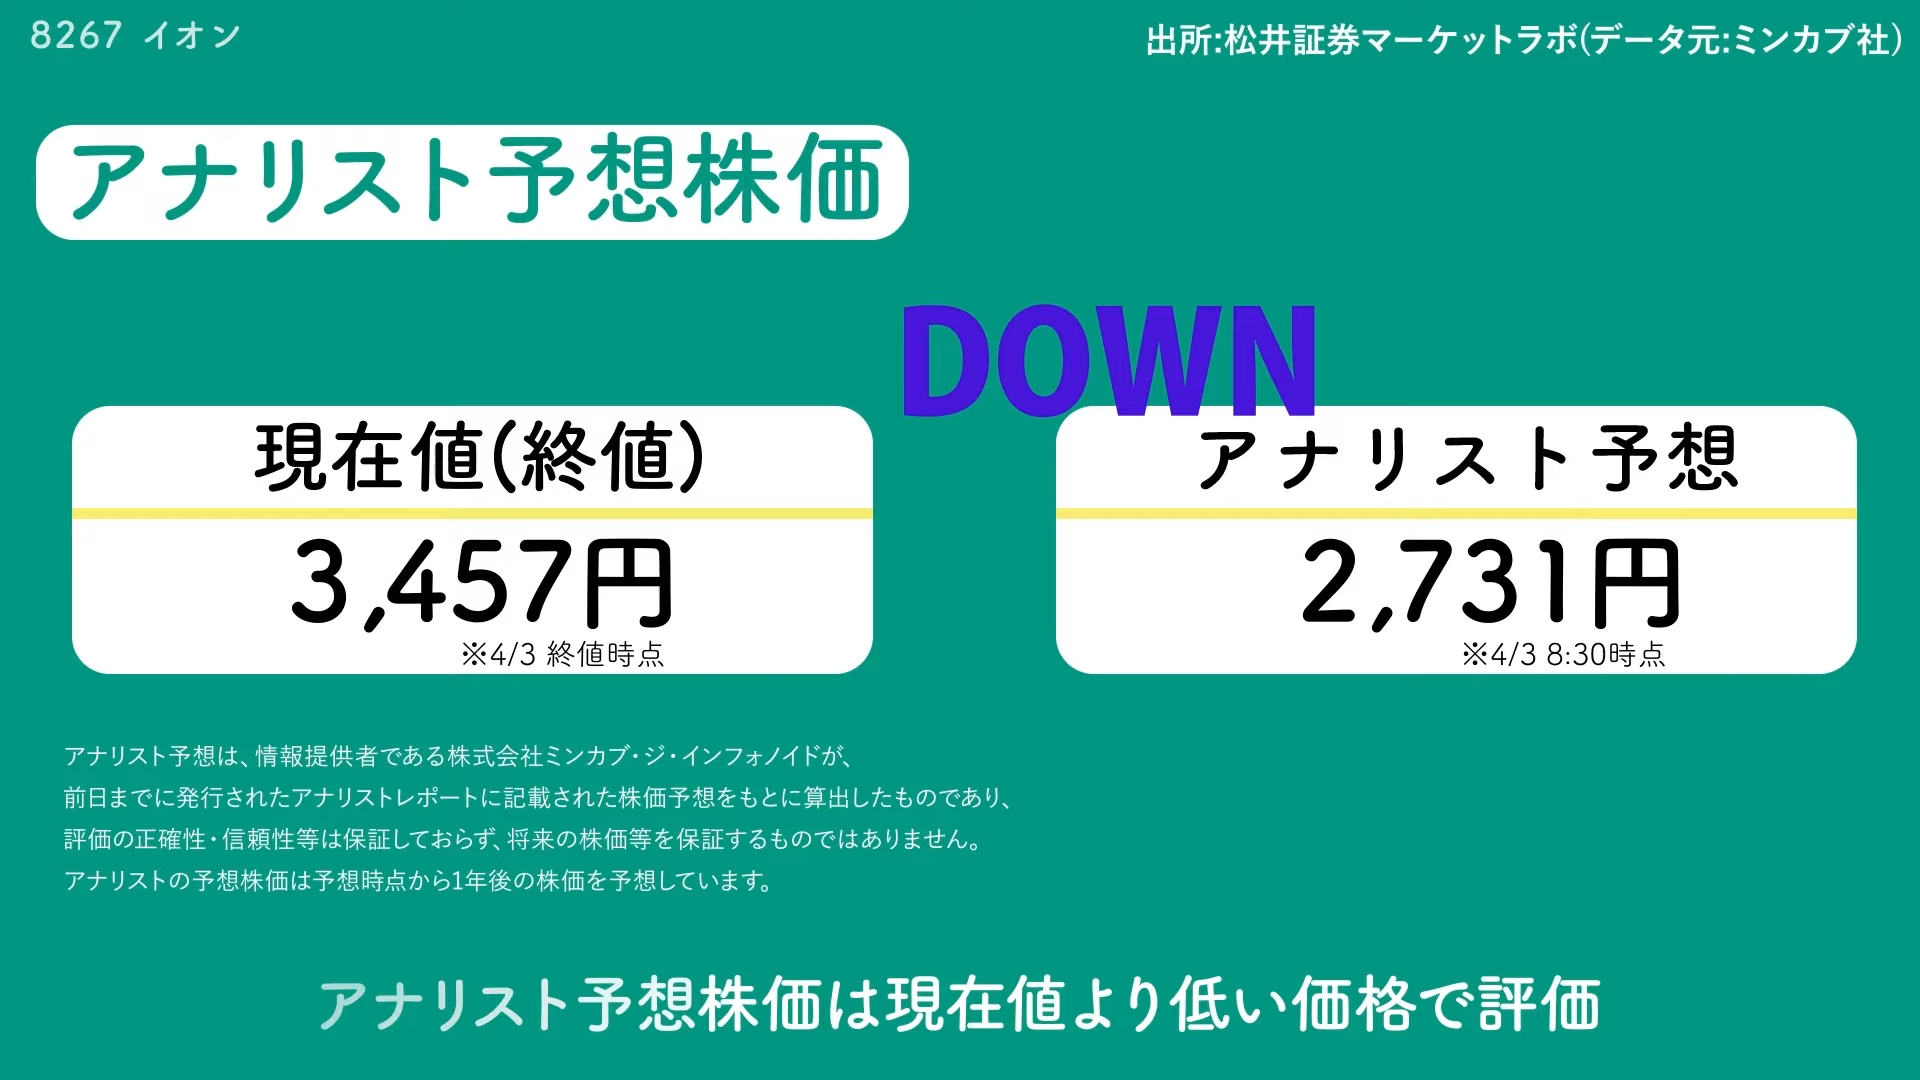 8267 イオン
出所:松井証券マーケットラボ(データ元:ミンカブ社)
アナリスト予想株価
DOWN
現在値(終値)
3,457円
※4/3 終値時点
アナリスト予想
2,731円
※4/3 8:30時点
アナリスト予想は、情報提供者である株式会社ミンカブ・ジ・インフォノイドが、
前日までに発行されたアナリストレポートに記載された株価予想をもとに算出したものであり、
評価の正確性・信頼性等は保証しておらず、将来の株価等を保証するものではありません。
アナリストの予想株価は予想時点から1年後の株価を予想しています。
アナリスト予想株価は現在値より低い価格で評価